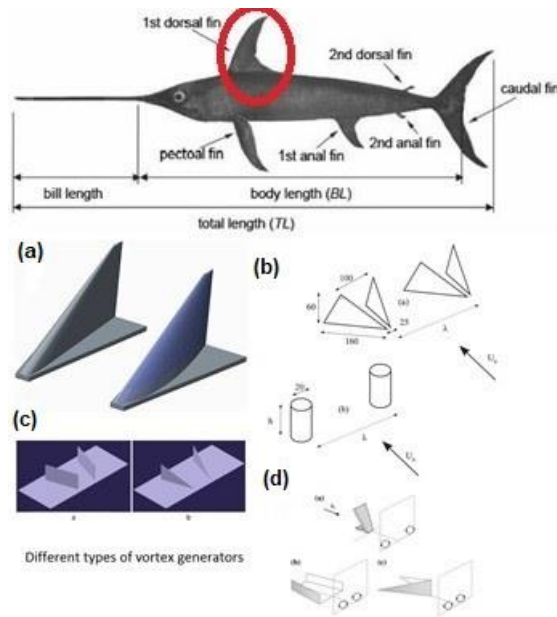 1st dorsal fin
2nd dorsal fin
caudal fin
pectoal fin
1st anal fin
2nd anal fin
bill length
body length (BL)
total length (TL)
(a)
(b)
100
60
(a)
25
160
λ
20
h
(b)
λ
(c)
a
b
(d)
(a)
(b)
(c)
Different types of vortex generators